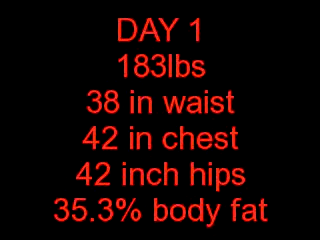 DAY 1
183lbs
38 in waist
42 in chest
42 inch hips
35.3% body fat